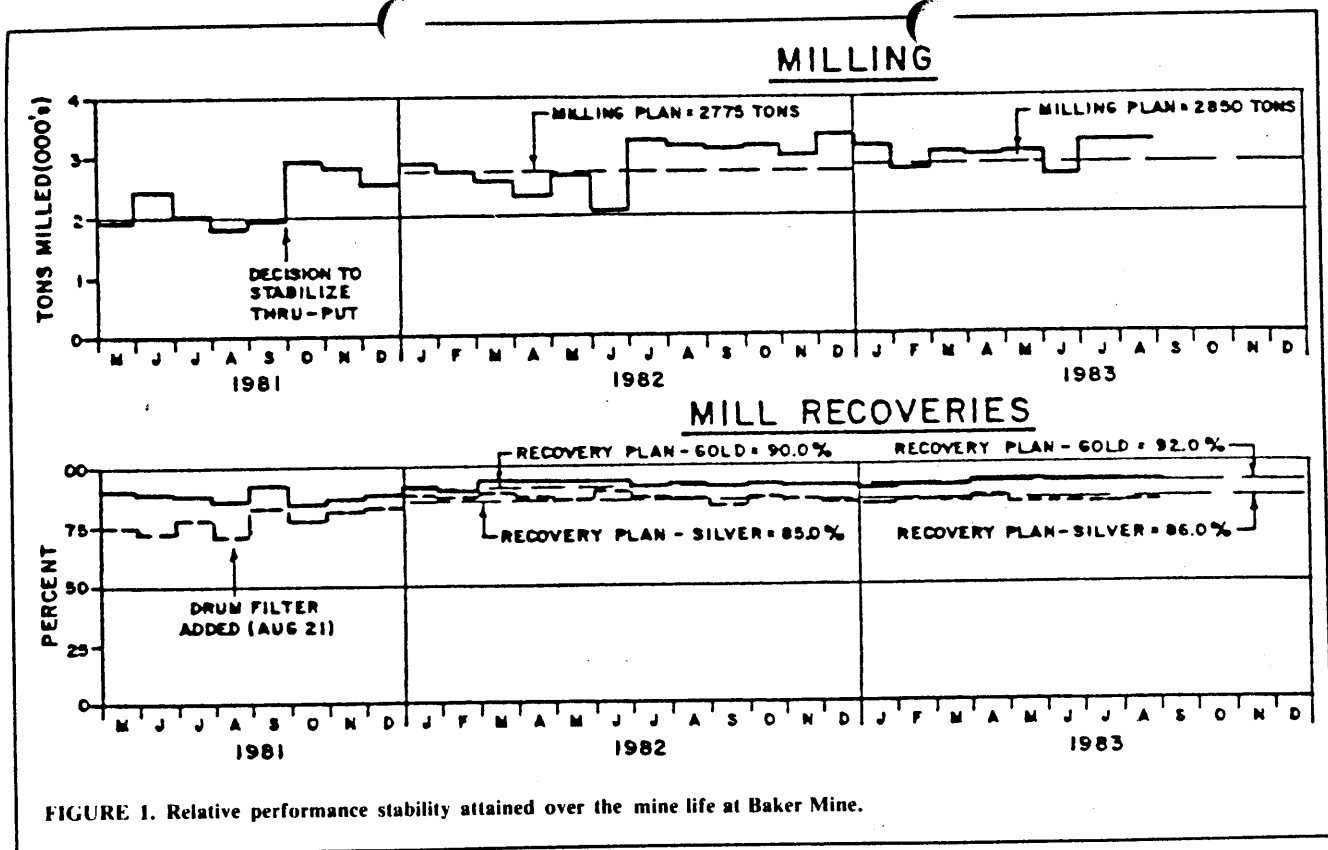 MILLING
TONS MILLED (000's)
4
3
2
1
0
MILLING PLAN = 2775 TONS
MILLING PLAN = 2850 TONS
DECISION TO
STABILIZE
THRU-PUT
M J J A S O N D J F M A M J J A S O N D J F M A M J J A S O N D
1981 1982 1983
MILL RECOVERIES
PERCENT
00
75
50
25
0
RECOVERY PLAN - GOLD = 90.0%
RECOVERY PLAN - GOLD = 92.0%
RECOVERY PLAN - SILVER = 85.0%
RECOVERY PLAN - SILVER = 86.0%
DRUM FILTER
ADDED (AUG 21)
M J J A S O N D J F M A M J J A S O N D J F M A M J J A S O N D
1981 1982 1983
FIGURE 1. Relative performance stability attained over the mine life at Baker Mine.